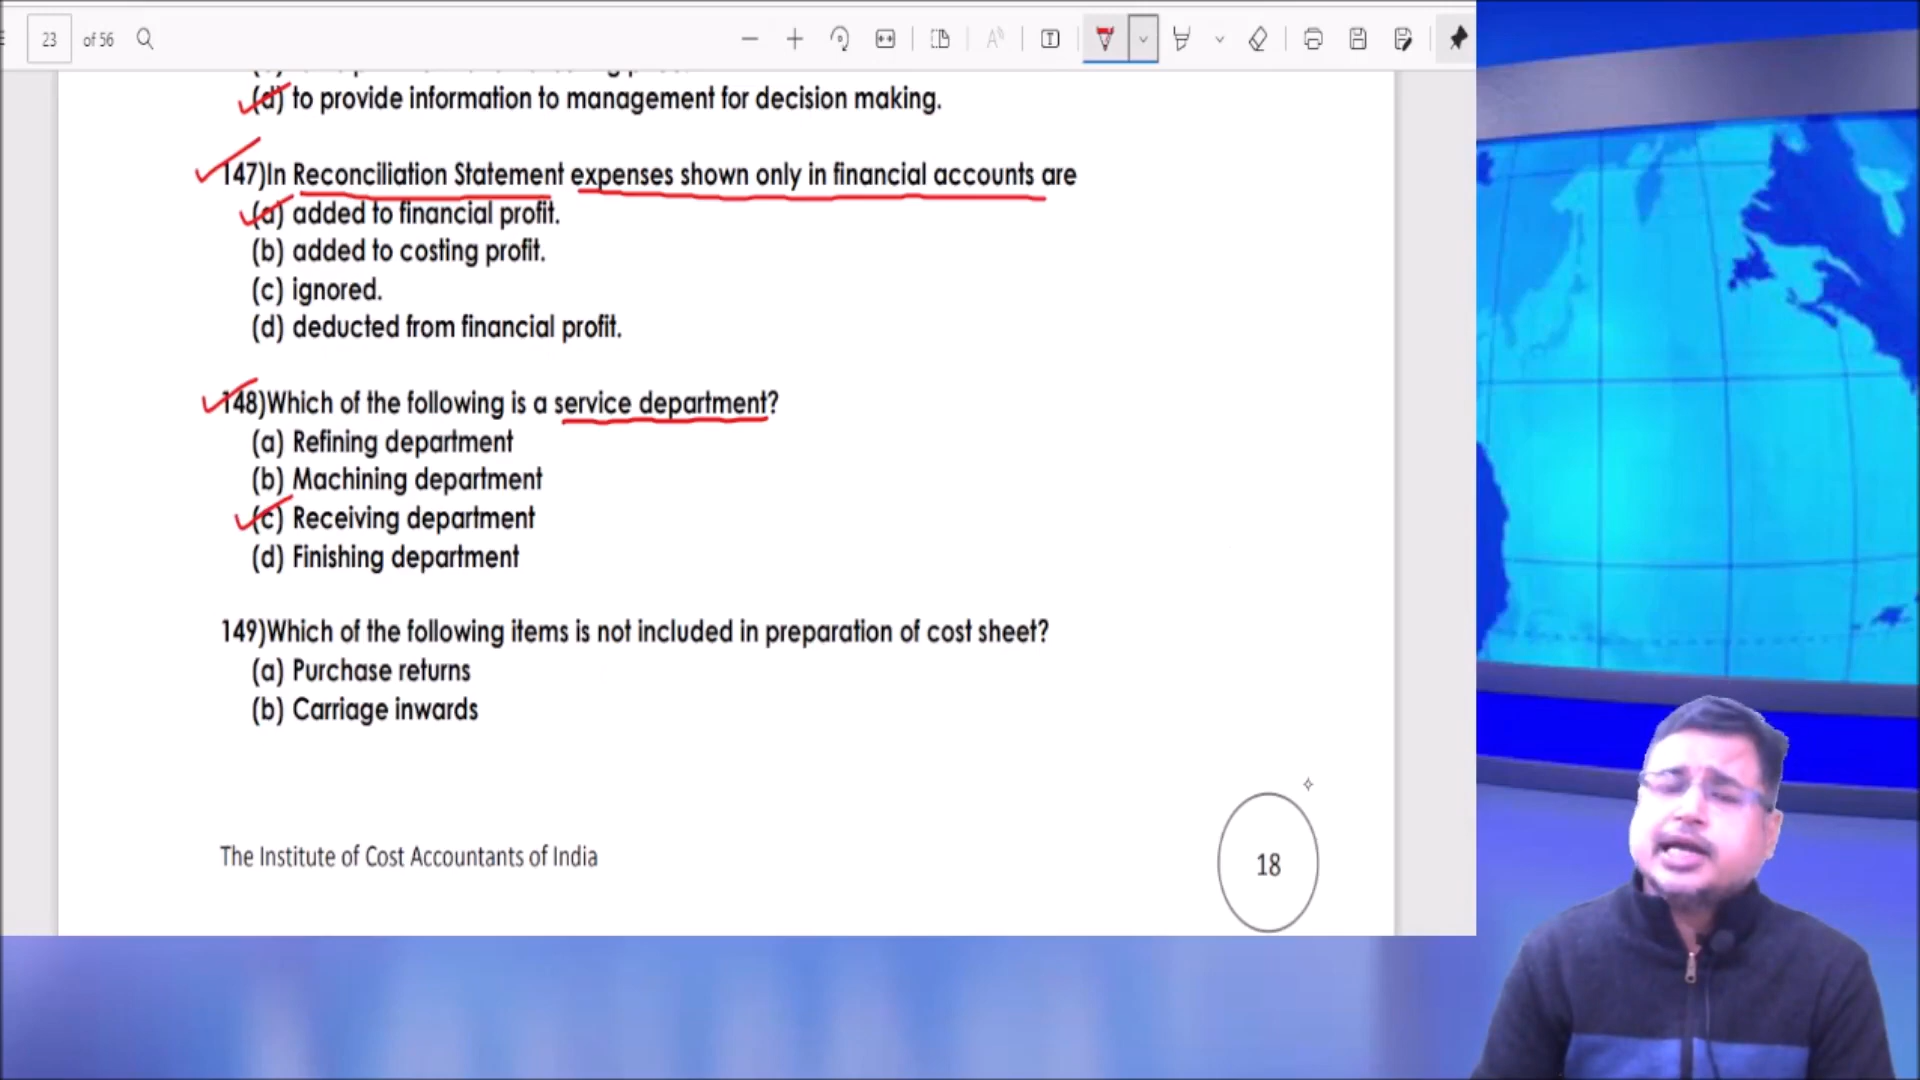 23 of 56
(d) to provide information to management for decision making.
147)In Reconciliation Statement expenses shown only in financial accounts are
(a) added to financial profit.
(b) added to costing profit.
(c) ignored.
(d) deducted from financial profit.
148)Which of the following is a service department?
(a) Refining department
(b) Machining department
(c) Receiving department
(d) Finishing department
149)Which of the following items is not included in preparation of cost sheet?
(a) Purchase returns
(b) Carriage inwards
The Institute of Cost Accountants of India
18